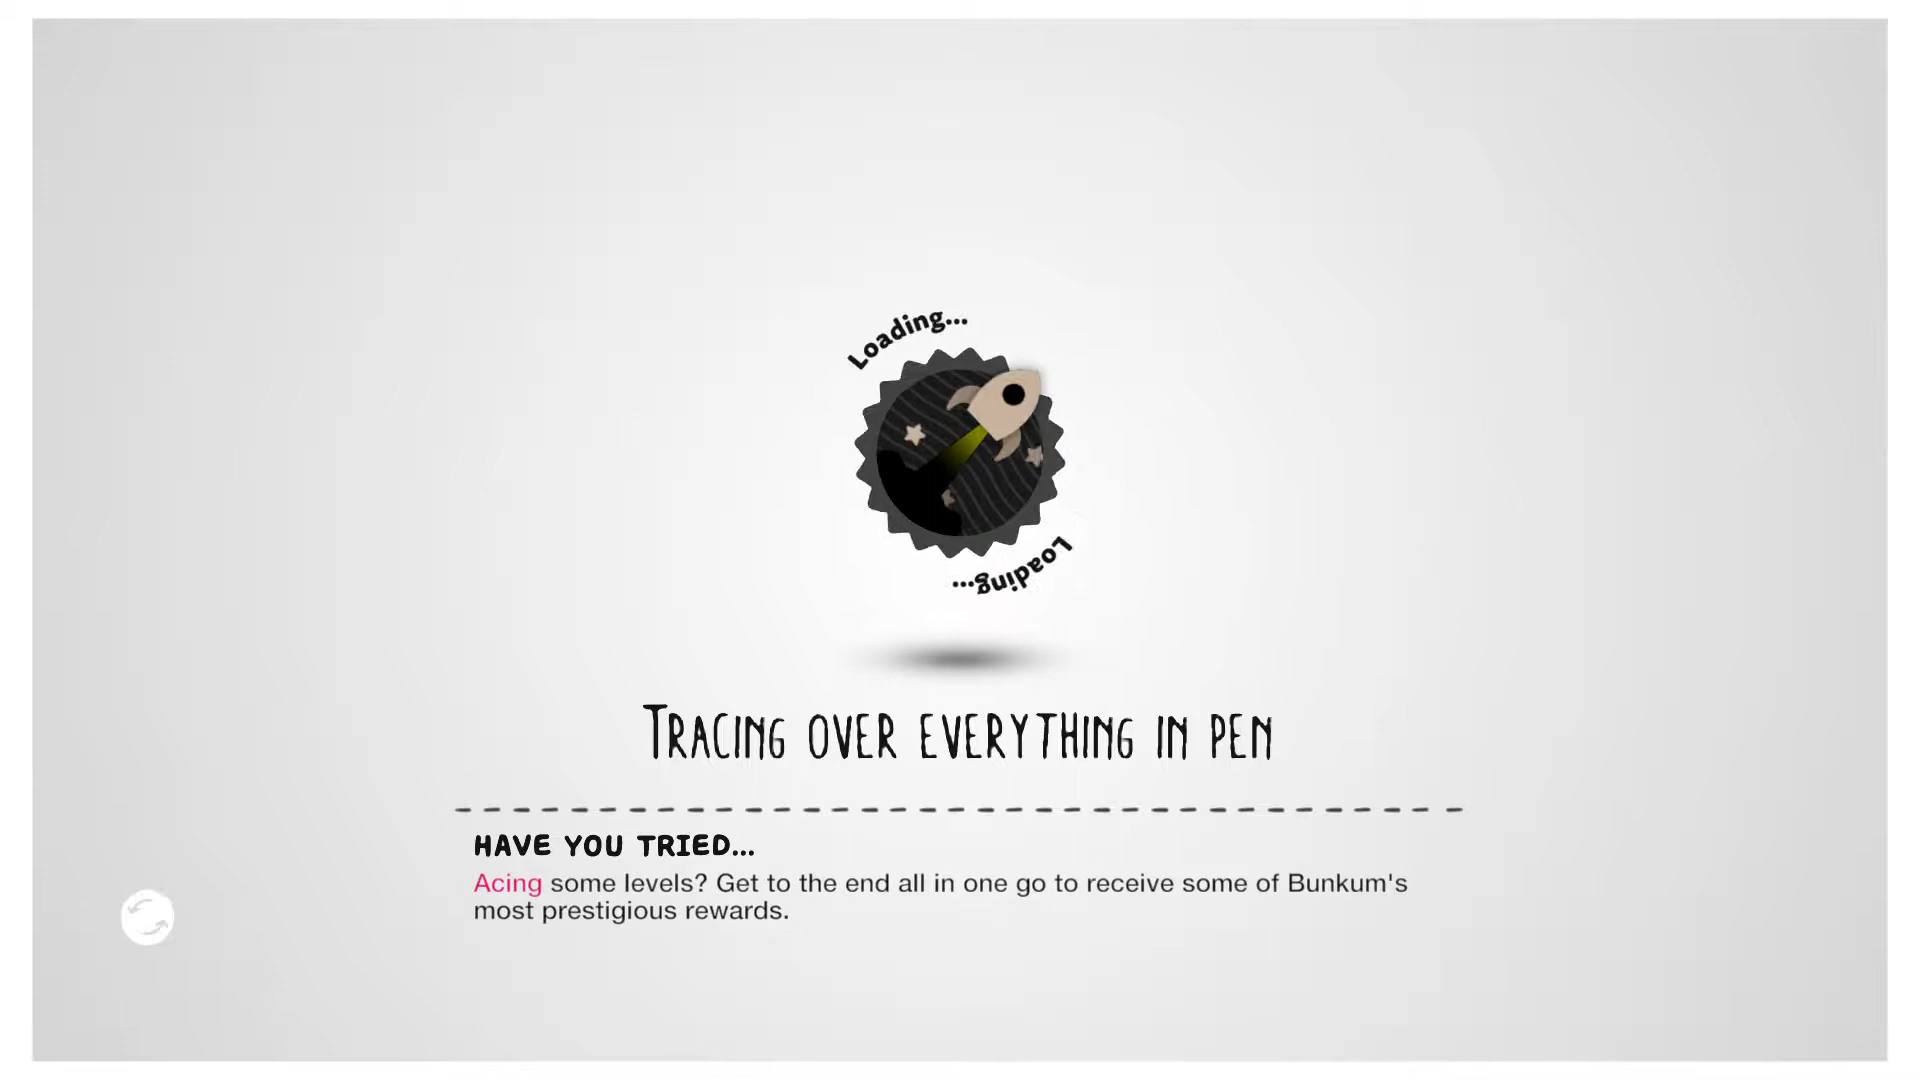 Loading...
Loading...
TRACING OVER EVERYTHING IN PEN
HAVE YOU TRIED...
Acing some levels? Get to the end all in one go to receive some of Bunkum's
most prestigious rewards.